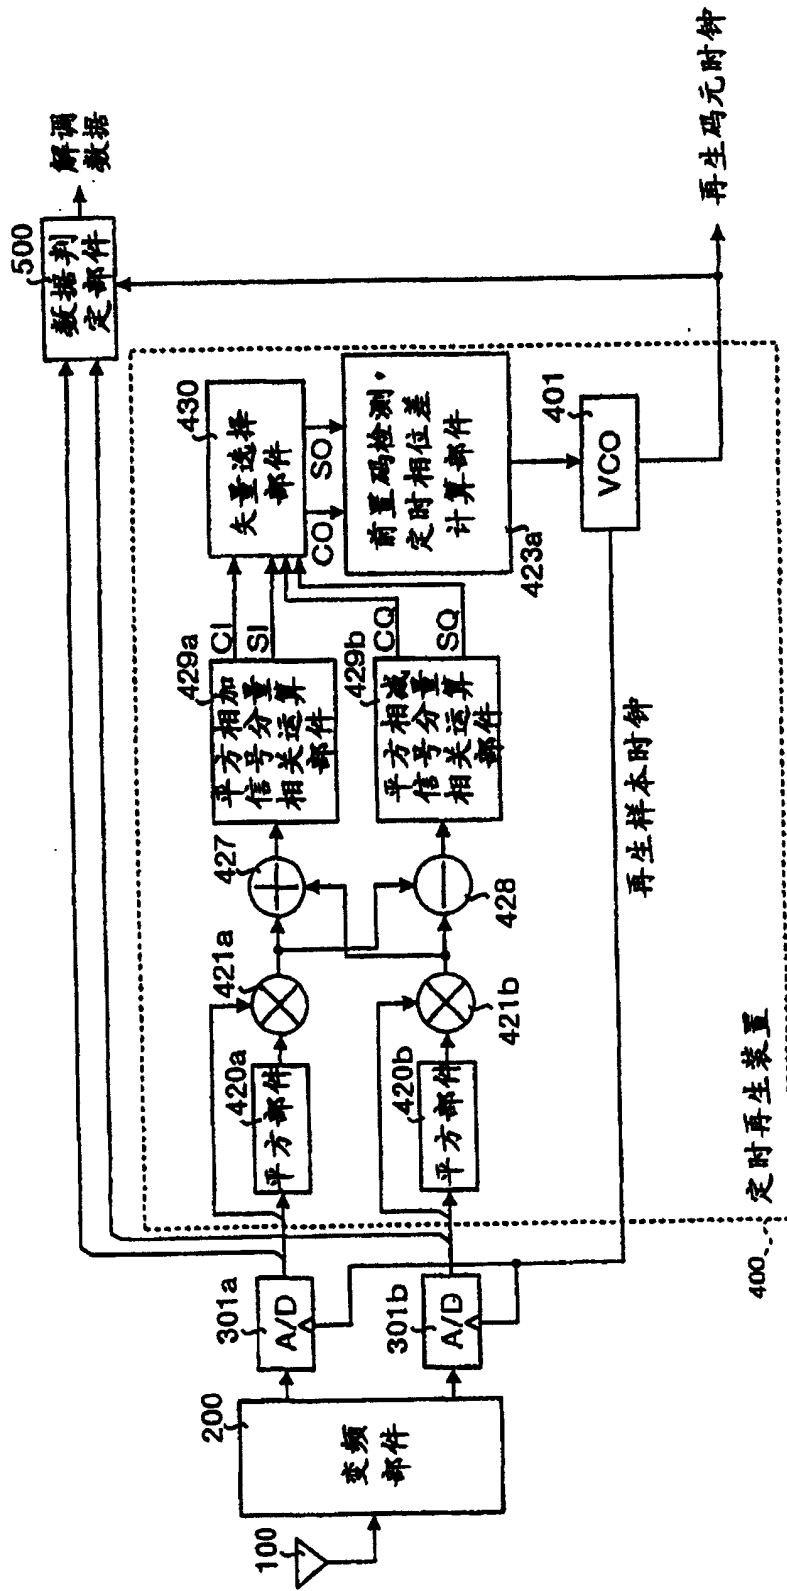 100
200
变频
部件
301a
A/D
301b
A/D
420a
平方部件
420b
平方部件
421a
421b
427
428
429a
平方相加
信号分量
相关运算
部件
429b
平方相减
信号分量
相关运算
部件
CI
SI
CQ
SQ
430
矢量选择
部件
CO
SO
前置码检测·
定时相位差
计算部件
423a
401
VCO
500
数据判
定部件
解调
数据
再生码元时钟
再生样本时钟
定时再生装置
400